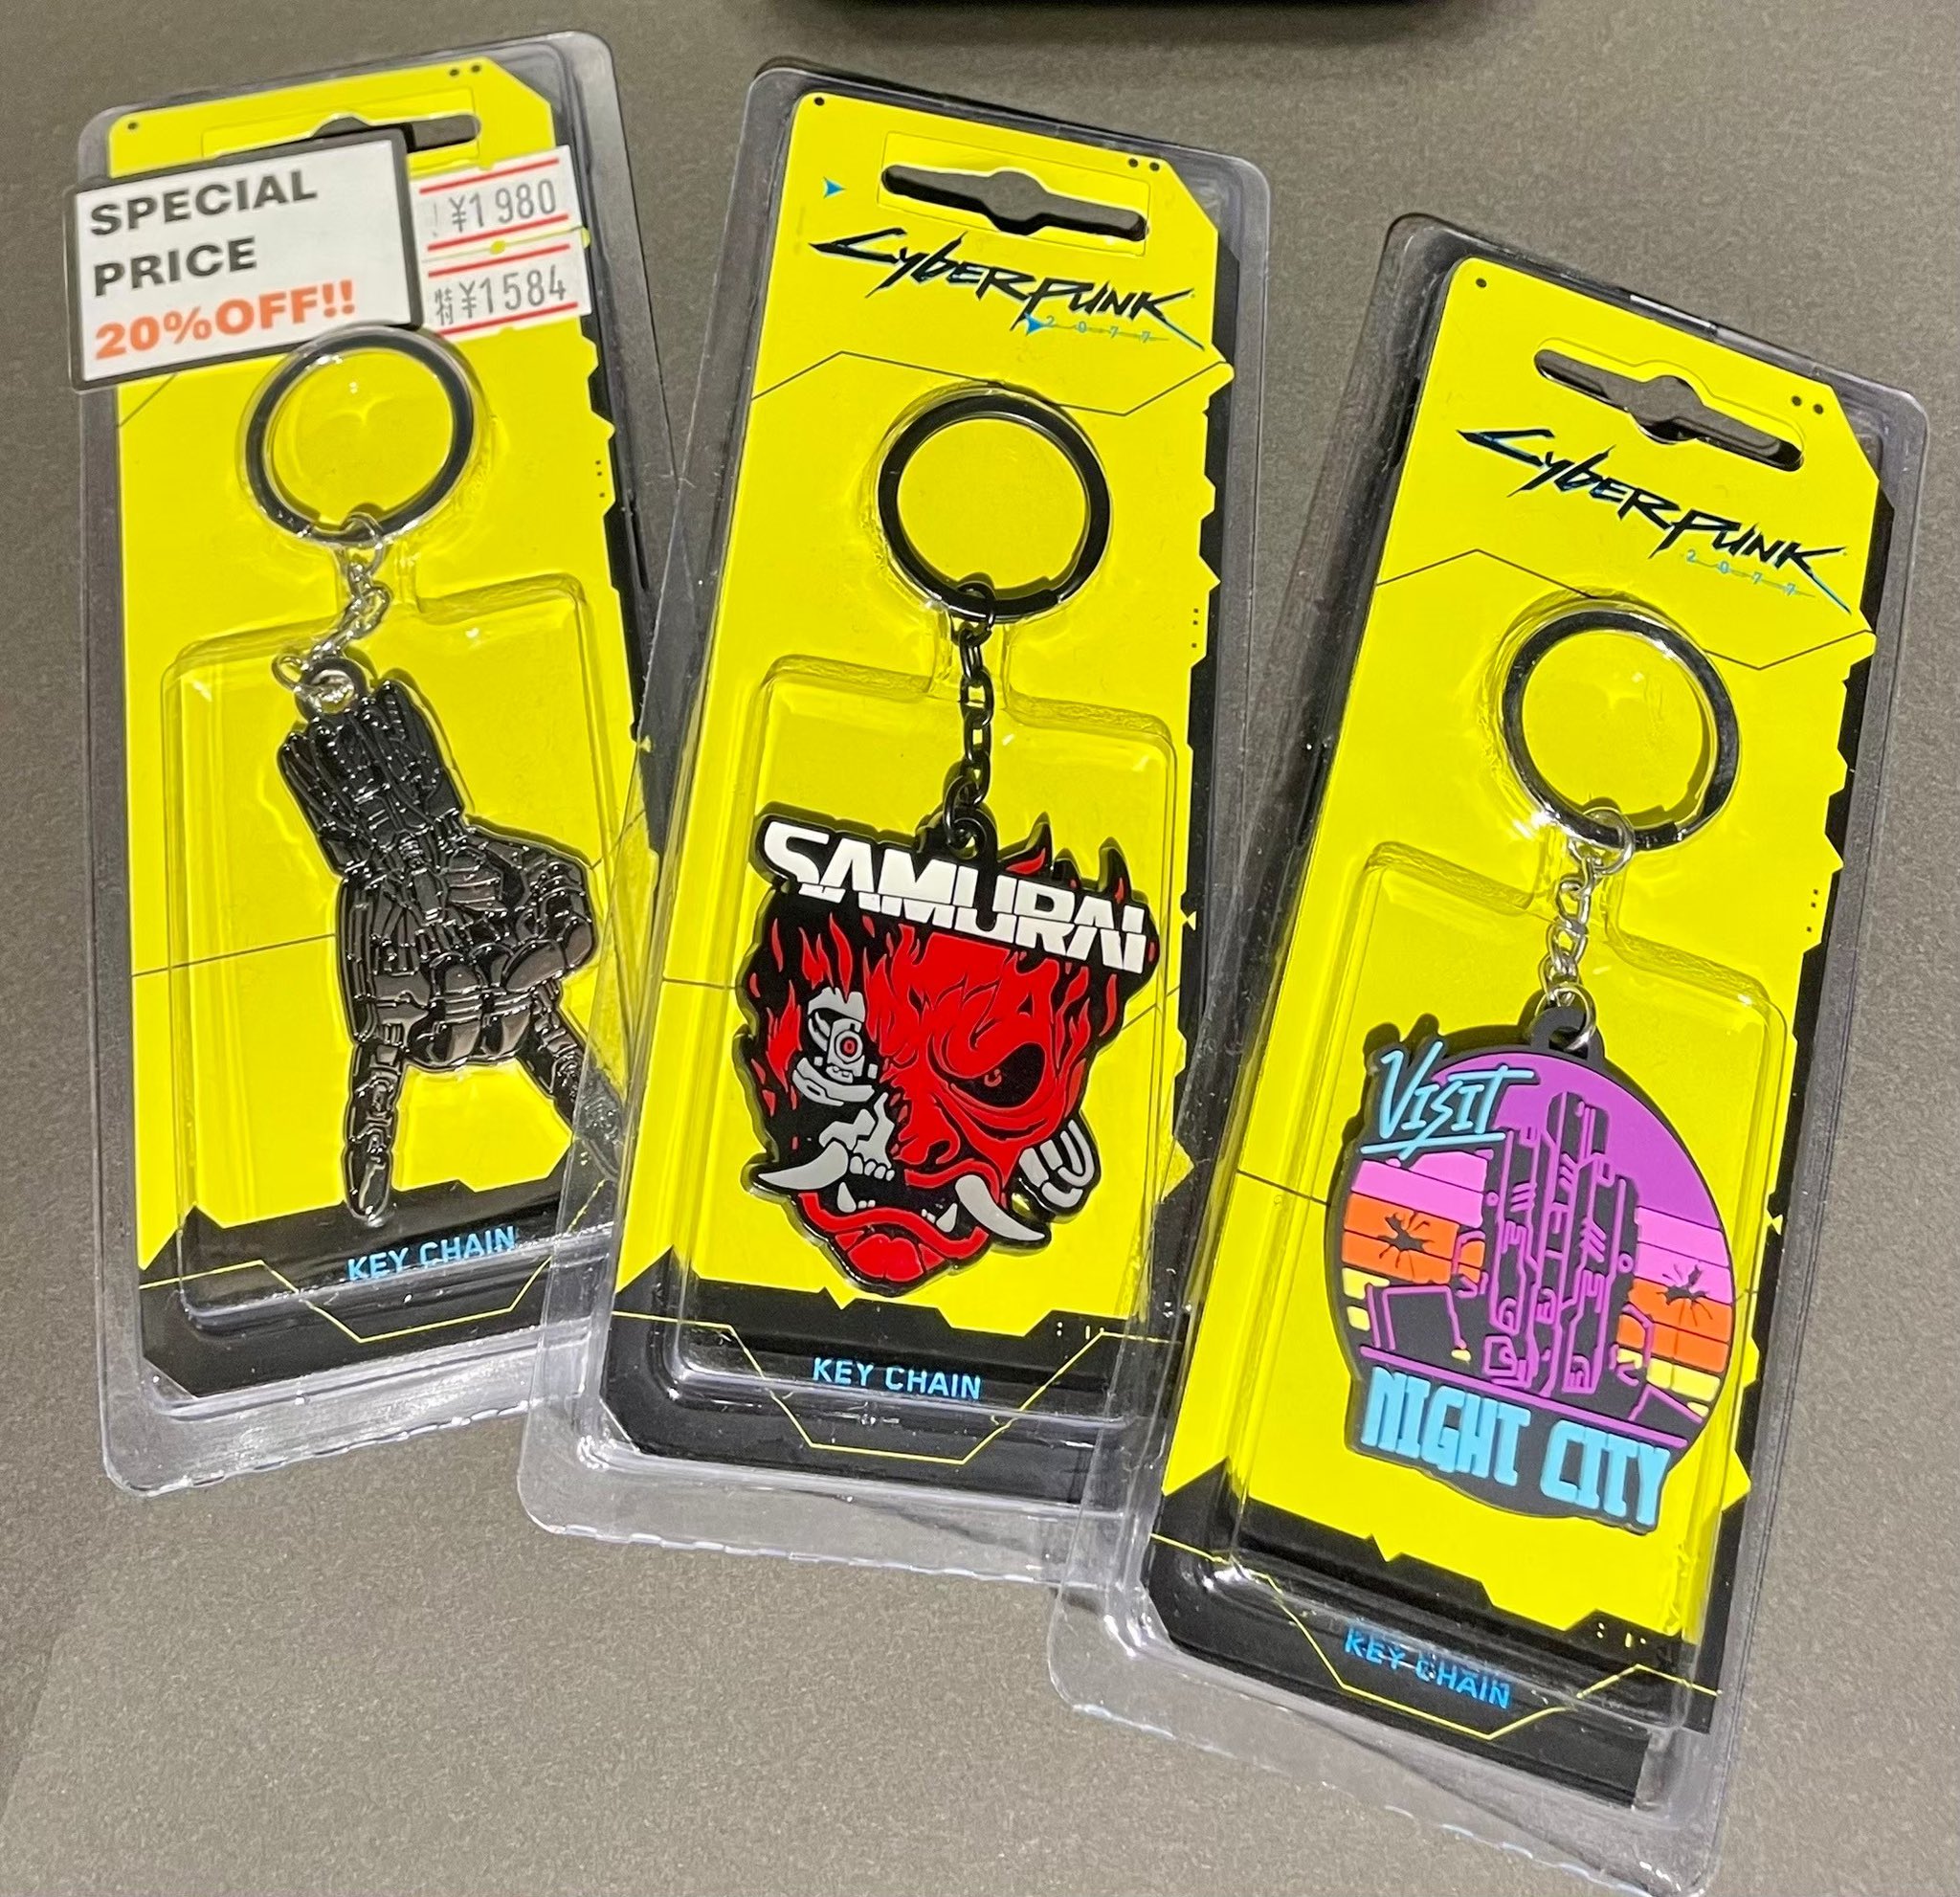 SPECIAL
PRICE
20%OFF!!
¥1980
特¥1584
KEY CHAIN
CYBERPUNK
2077
SAMURAI
KEY CHAIN
CYBERPUNK
2077
VISIT
NIGHT CITY
KEY CHAIN